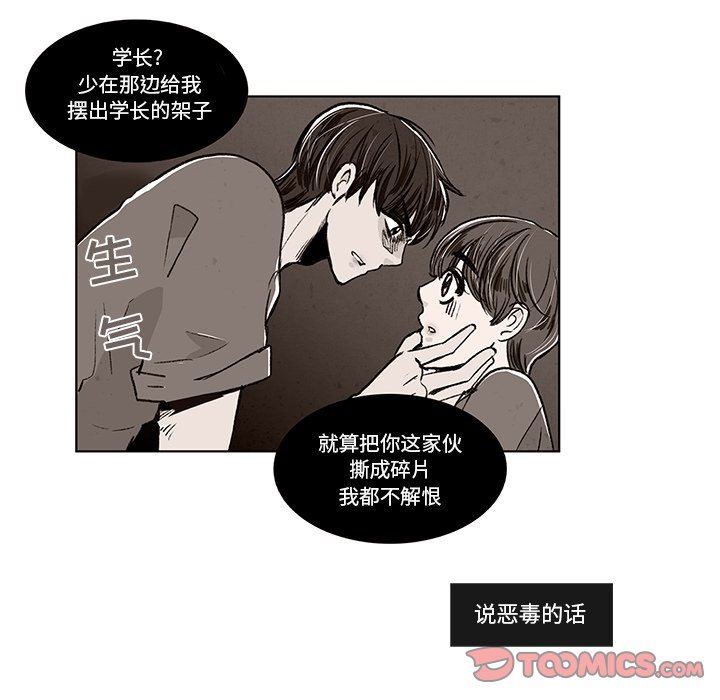 学长?
少在那边给我
摆出学长的架子
生气
就算把你这家伙
撕成碎片
我都不解恨
说恶毒的话
TOOMICS.COM